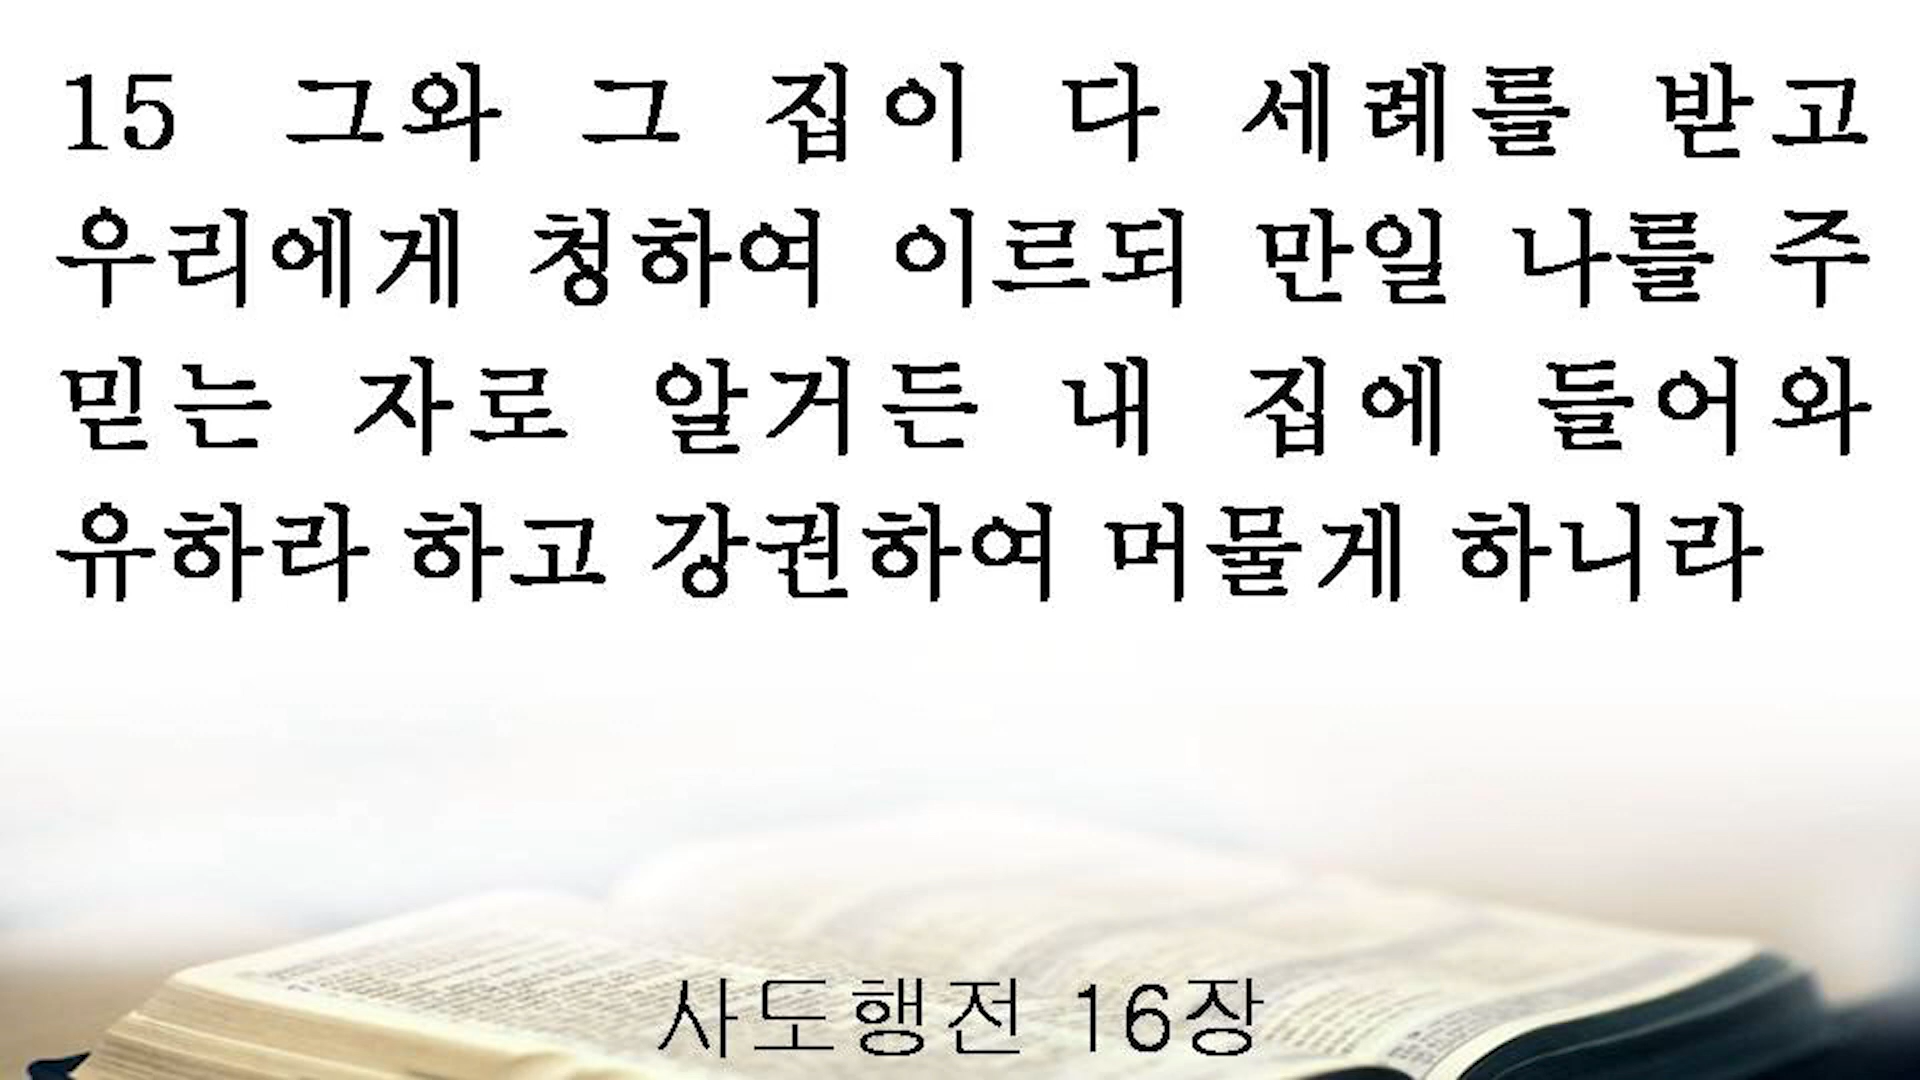 15 그와 그 집이 다 세례를 받고
우리에게 청하여 이르되 만일 나를 주
믿는 자로 알거든 내 집에 들어와
유하라 하고 강권하여 머물게 하니라
사도행전 16장